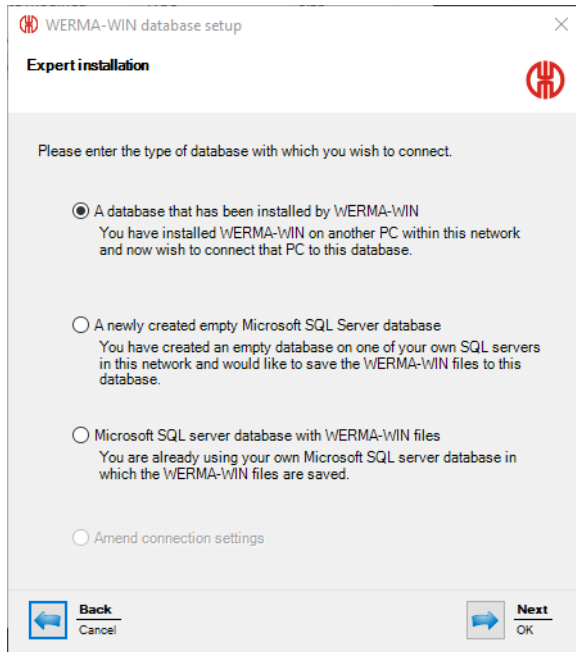 WERMA-WIN database setup
Expert installation
Please enter the type of database with which you wish to connect.
A database that has been installed by WERMA-WIN
You have installed WERMA-WIN on another PC within this network
and now wish to connect that PC to this database.
A newly created empty Microsoft SQL Server database
You have created an empty database on one of your own SQL servers
in this network and would like to save the WERMA-WIN files to this
database.
Microsoft SQL server database with WERMA-WIN files
You are already using your own Microsoft SQL server database in
which the WERMA-WIN files are saved.
Amend connection settings
Back
Cancel
Next
OK